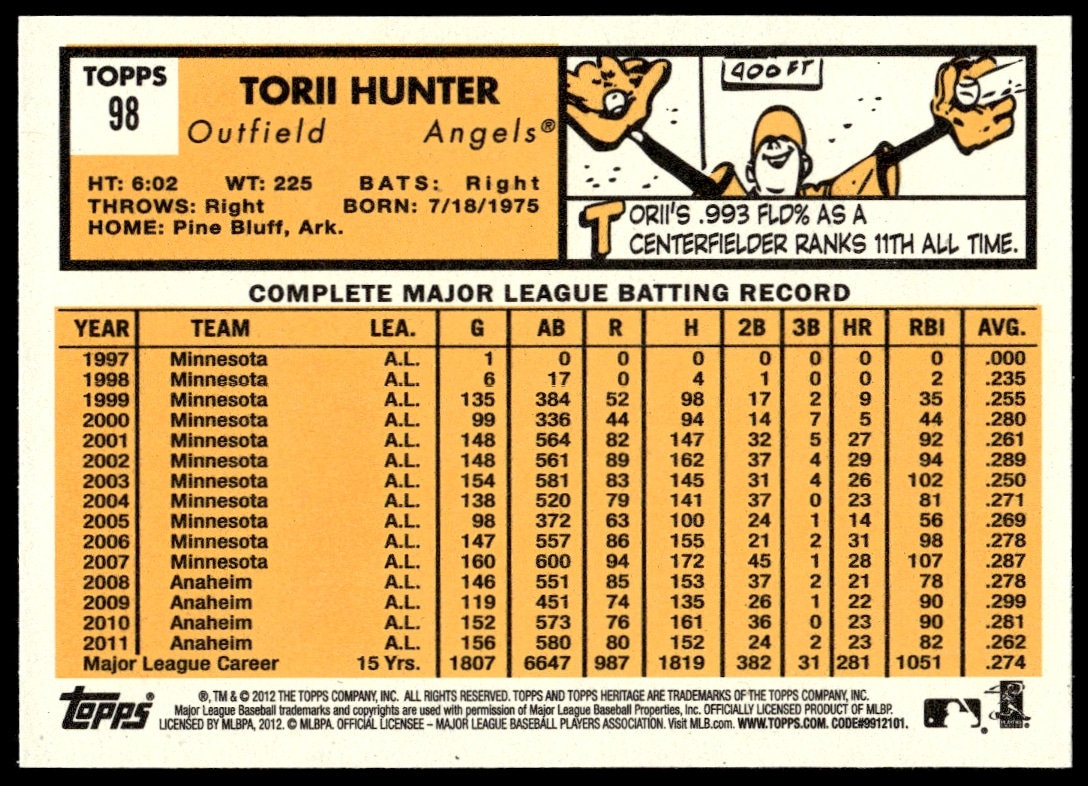 TOPPS
98
TORII HUNTER
Outfield Angels®
HT: 6:02 WT: 225 BATS: Right
THROWS: Right BORN: 7/18/1975
HOME: Pine Bluff, Ark.
400 FT
TORII'S .993 FLD% AS A
CENTERFIELDER RANKS 11TH ALL TIME.
COMPLETE MAJOR LEAGUE BATTING RECORD
YEAR TEAM LEA. G AB R H 2B 3B HR RBI AVG.
1997 Minnesota A.L. 1 0 0 0 0 0 0 0 .000
1998 Minnesota A.L. 6 17 0 4 1 0 0 2 .235
1999 Minnesota A.L. 135 384 52 98 17 2 9 35 .255
2000 Minnesota A.L. 99 336 44 94 14 7 5 44 .280
2001 Minnesota A.L. 148 564 82 147 32 5 27 92 .261
2002 Minnesota A.L. 148 561 89 162 37 4 29 94 .289
2003 Minnesota A.L. 154 581 83 145 31 4 26 102 .250
2004 Minnesota A.L. 138 520 79 141 37 0 23 81 .271
2005 Minnesota A.L. 98 372 63 100 24 1 14 56 .269
2006 Minnesota A.L. 147 557 86 155 21 2 31 98 .278
2007 Minnesota A.L. 160 600 94 172 45 1 28 107 .287
2008 Anaheim A.L. 146 551 85 153 37 2 21 78 .278
2009 Anaheim A.L. 119 451 74 135 26 1 22 90 .299
2010 Anaheim A.L. 152 573 76 161 36 0 23 90 .281
2011 Anaheim A.L. 156 580 80 152 24 2 23 82 .262
Major League Career 15 Yrs. 1807 6647 987 1819 382 31 281 1051 .274
Topps®
®, TM & © 2012 THE TOPPS COMPANY, INC. ALL RIGHTS RESERVED. TOPPS AND TOPPS HERITAGE ARE TRADEMARKS OF THE TOPPS COMPANY, INC.
Major League Baseball trademarks and copyrights are used with permission of Major League Baseball Properties, Inc. OFFICIALLY LICENSED PRODUCT OF MLBP.
LICENSED BY MLBPA, 2012. © MLBPA. OFFICIAL LICENSEE – MAJOR LEAGUE BASEBALL PLAYERS ASSOCIATION. Visit MLB.com. WWW.TOPPS.COM. CODE#9912101.